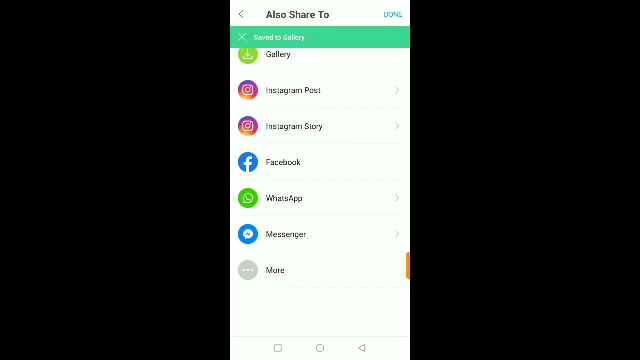 Also Share To
DONE
Saved to Gallery
Gallery
Instagram Post
Instagram Story
Facebook
WhatsApp
Messenger
More